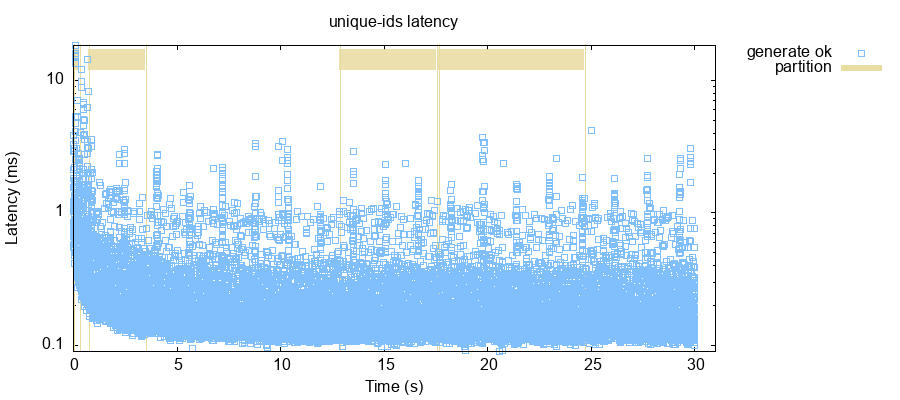 unique-ids latency
generate ok
partition
Latency (ms)
10
1
0.1
0 5 10 15 20 25 30
Time (s)